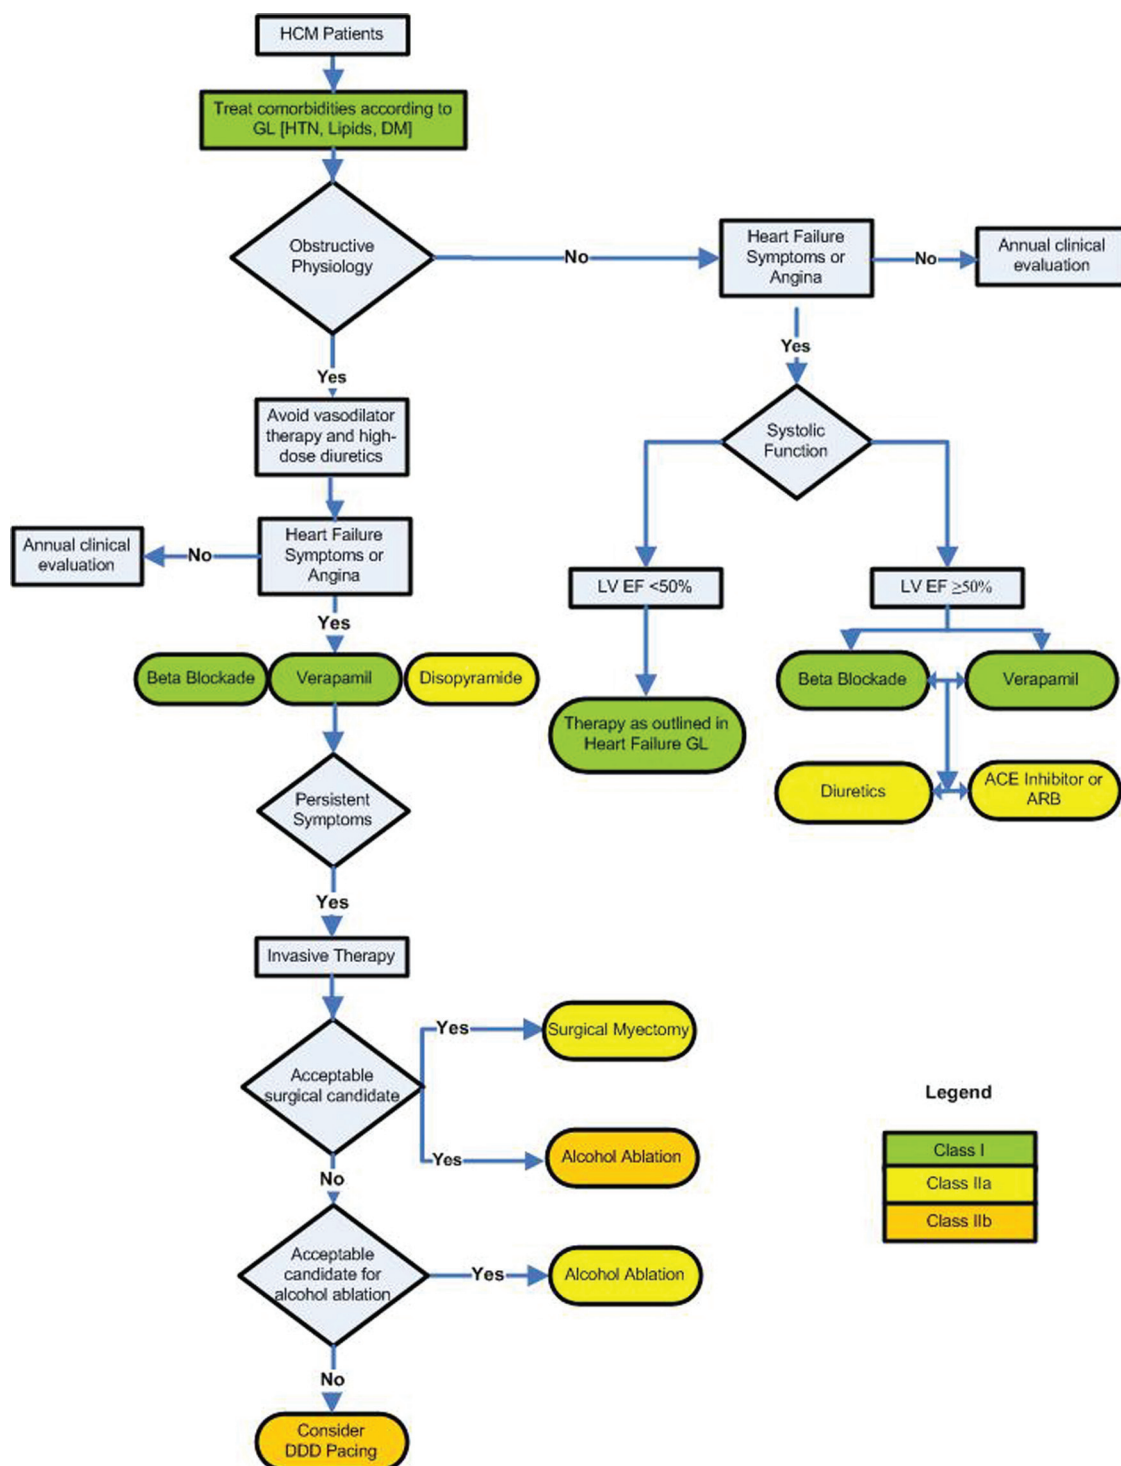 HCM Patients
Treat comorbidities according to
GL [HTN, Lipids, DM]
Obstructive
Physiology
No
Heart Failure
Symptoms or
Angina
No
Annual clinical
evaluation
Yes
Yes
Avoid vasodilator
therapy and high-
dose diuretics
Systolic
Function
Annual clinical
evaluation
No
Heart Failure
Symptoms or
Angina
LV EF <50%
LV EF ≥50%
Yes
Beta Blockade
Verapamil
Disopyramide
Beta Blockade
Verapamil
Therapy as outlined in
Heart Failure GL
Diuretics
ACE Inhibitor or
ARB
Persistent
Symptoms
Yes
Invasive Therapy
Acceptable
surgical candidate
Yes
Surgical Myectomy
Yes
Alcohol Ablation
No
Acceptable
candidate for
alcohol ablation
Yes
Alcohol Ablation
No
Consider
DDD Pacing
Legend
Class I
Class IIa
Class IIb